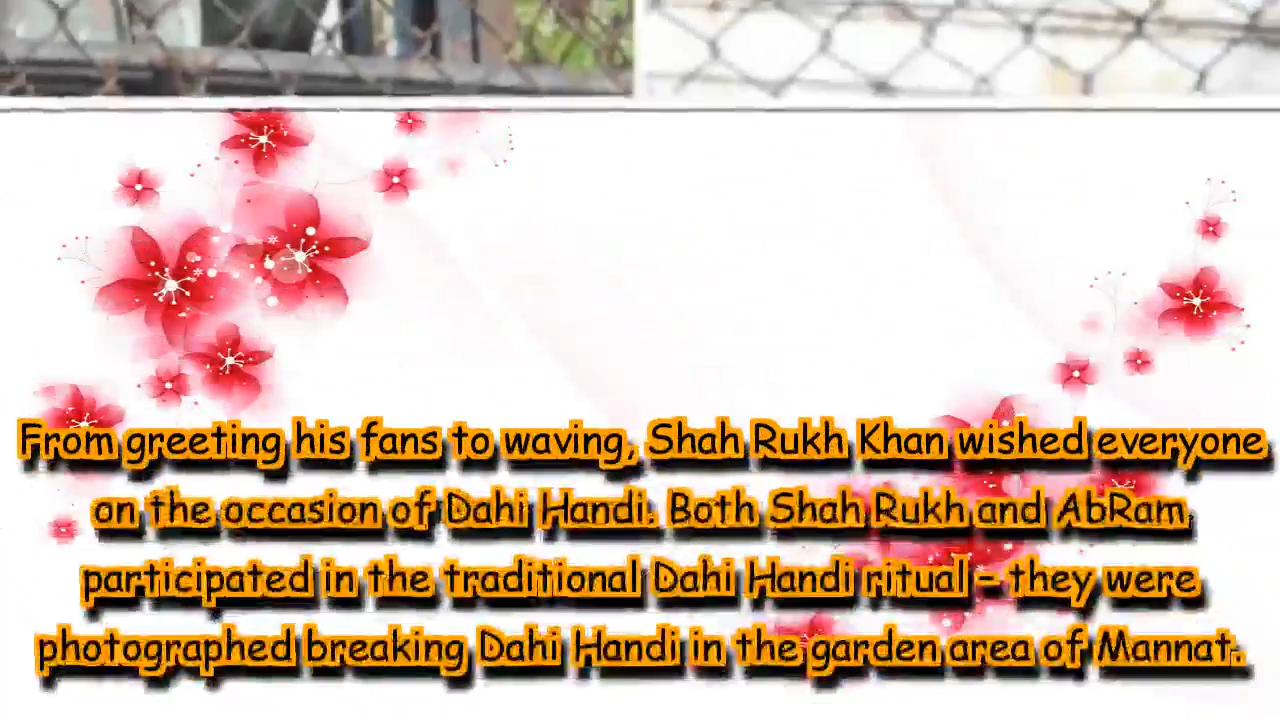 From greeting his fans to waving, Shah Rukh Khan wished everyone
on the occasion of Dahi Handi. Both Shah Rukh and AbRam
participated in the traditional Dahi Handi ritual – they were
photographed breaking Dahi Handi in the garden area of Mannat.